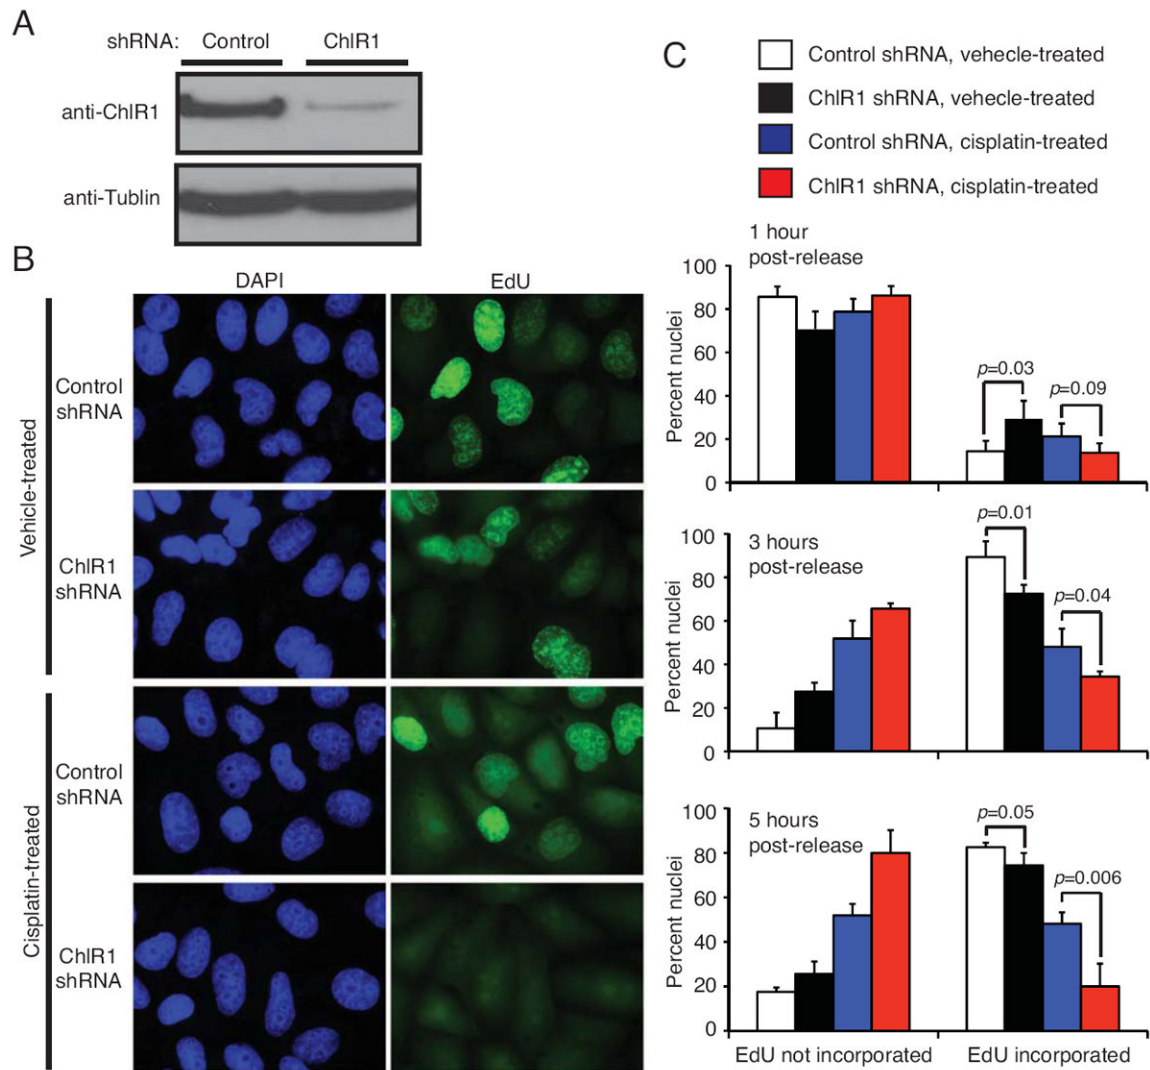 A
shRNA: Control ChlR1
anti-ChlR1
anti-Tublin
B
DAPI EdU
Vehicle-treated
Control
shRNA
ChlR1
shRNA
Cisplatin-treated
Control
shRNA
ChlR1
shRNA
C
Control shRNA, vehecle-treated
ChlR1 shRNA, vehecle-treated
Control shRNA, cisplatin-treated
ChlR1 shRNA, cisplatin-treated
1 hour
post-release
Percent nuclei
100
80
60
40
20
0
p=0.03
p=0.09
3 hours
post-release
Percent nuclei
100
80
60
40
20
0
p=0.01
p=0.04
5 hours
post-release
Percent nuclei
100
80
60
40
20
0
p=0.05
p=0.006
EdU not incorporated EdU incorporated